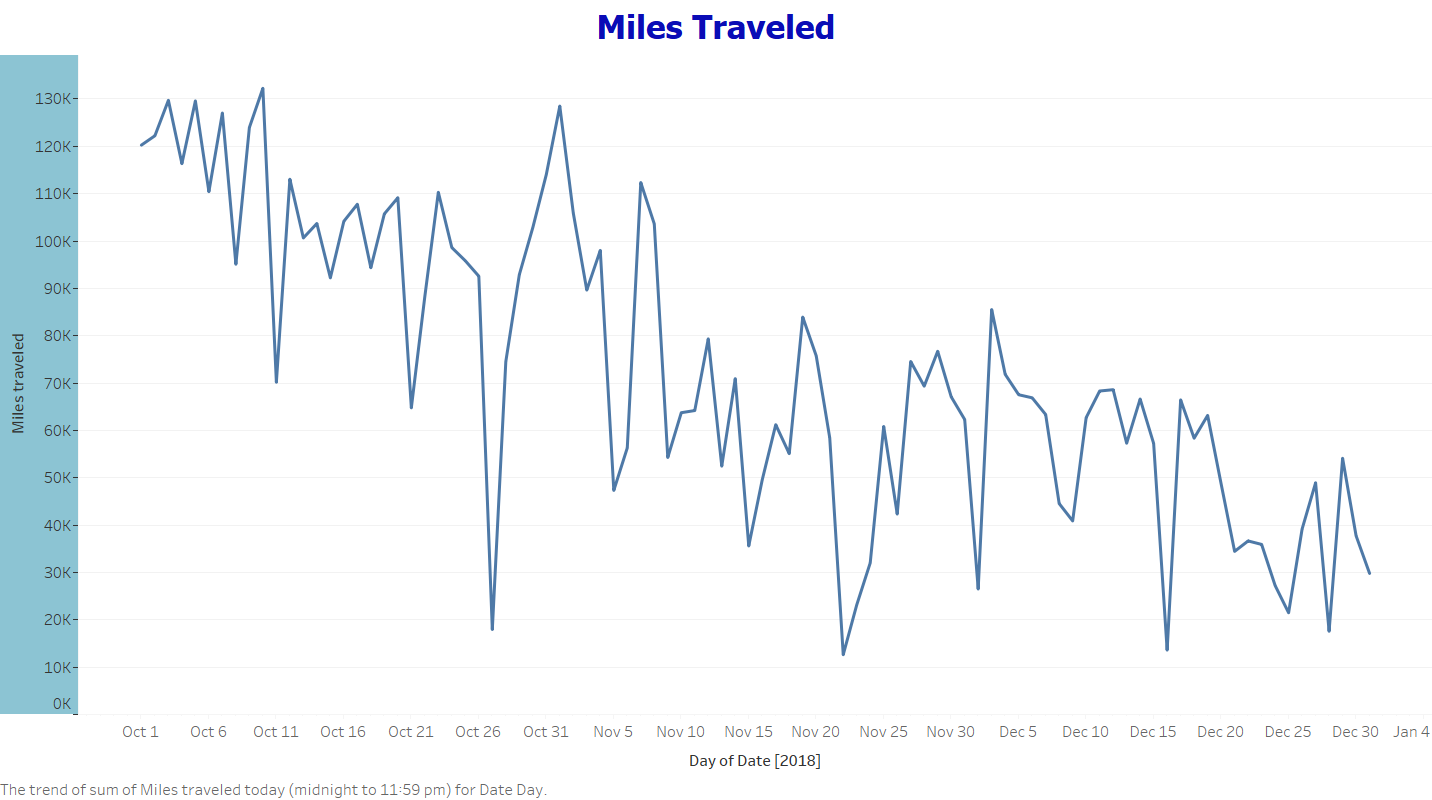 Miles Traveled
130K
120K
110K
100K
90K
80K
70K
60K
50K
40K
30K
20K
10K
0K
Miles traveled
Oct 1 Oct 6 Oct 11 Oct 16 Oct 21 Oct 26 Oct 31 Nov 5 Nov 10 Nov 15 Nov 20 Nov 25 Nov 30 Dec 5 Dec 10 Dec 15 Dec 20 Dec 25 Dec 30 Jan 4
Day of Date [2018]
The trend of sum of Miles traveled today (midnight to 11:59 pm) for Date Day.